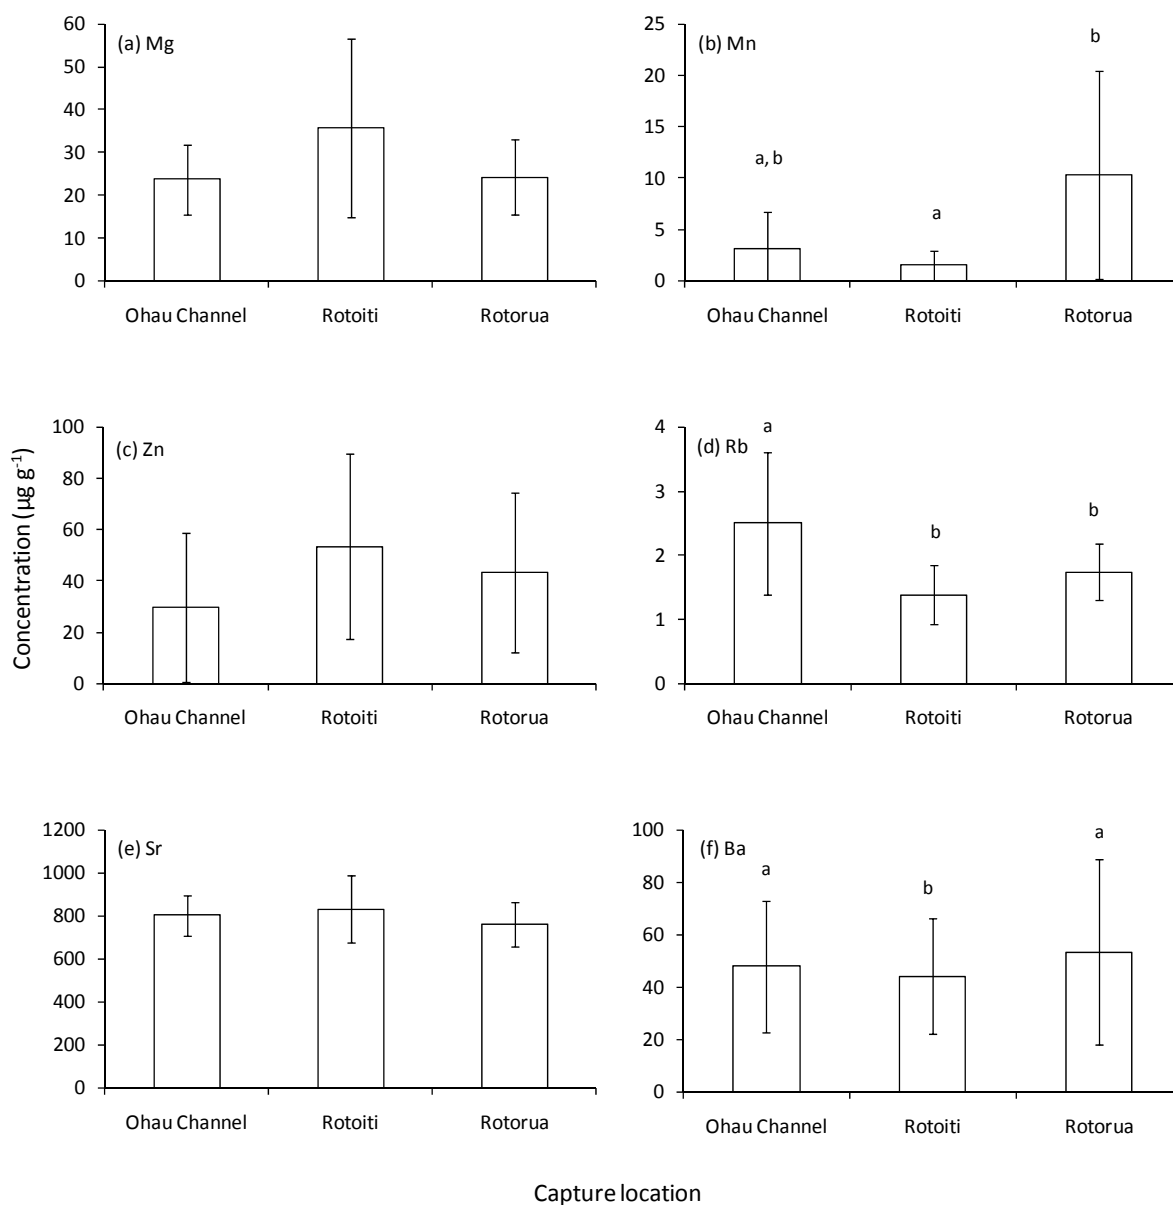 (a) Mg
60
50
40
30
20
10
0
Ohau Channel Rotoiti Rotorua
(b) Mn
25
20
15
10
5
0
a, b
a
b
Ohau Channel Rotoiti Rotorua
Concentration (µg g⁻¹)
(c) Zn
100
80
60
40
20
0
Ohau Channel Rotoiti Rotorua
(d) Rb
4
3
2
1
0
a
b
b
Ohau Channel Rotoiti Rotorua
(e) Sr
1200
1000
800
600
400
200
0
Ohau Channel Rotoiti Rotorua
(f) Ba
100
80
60
40
20
0
a
b
a
Ohau Channel Rotoiti Rotorua
Capture location